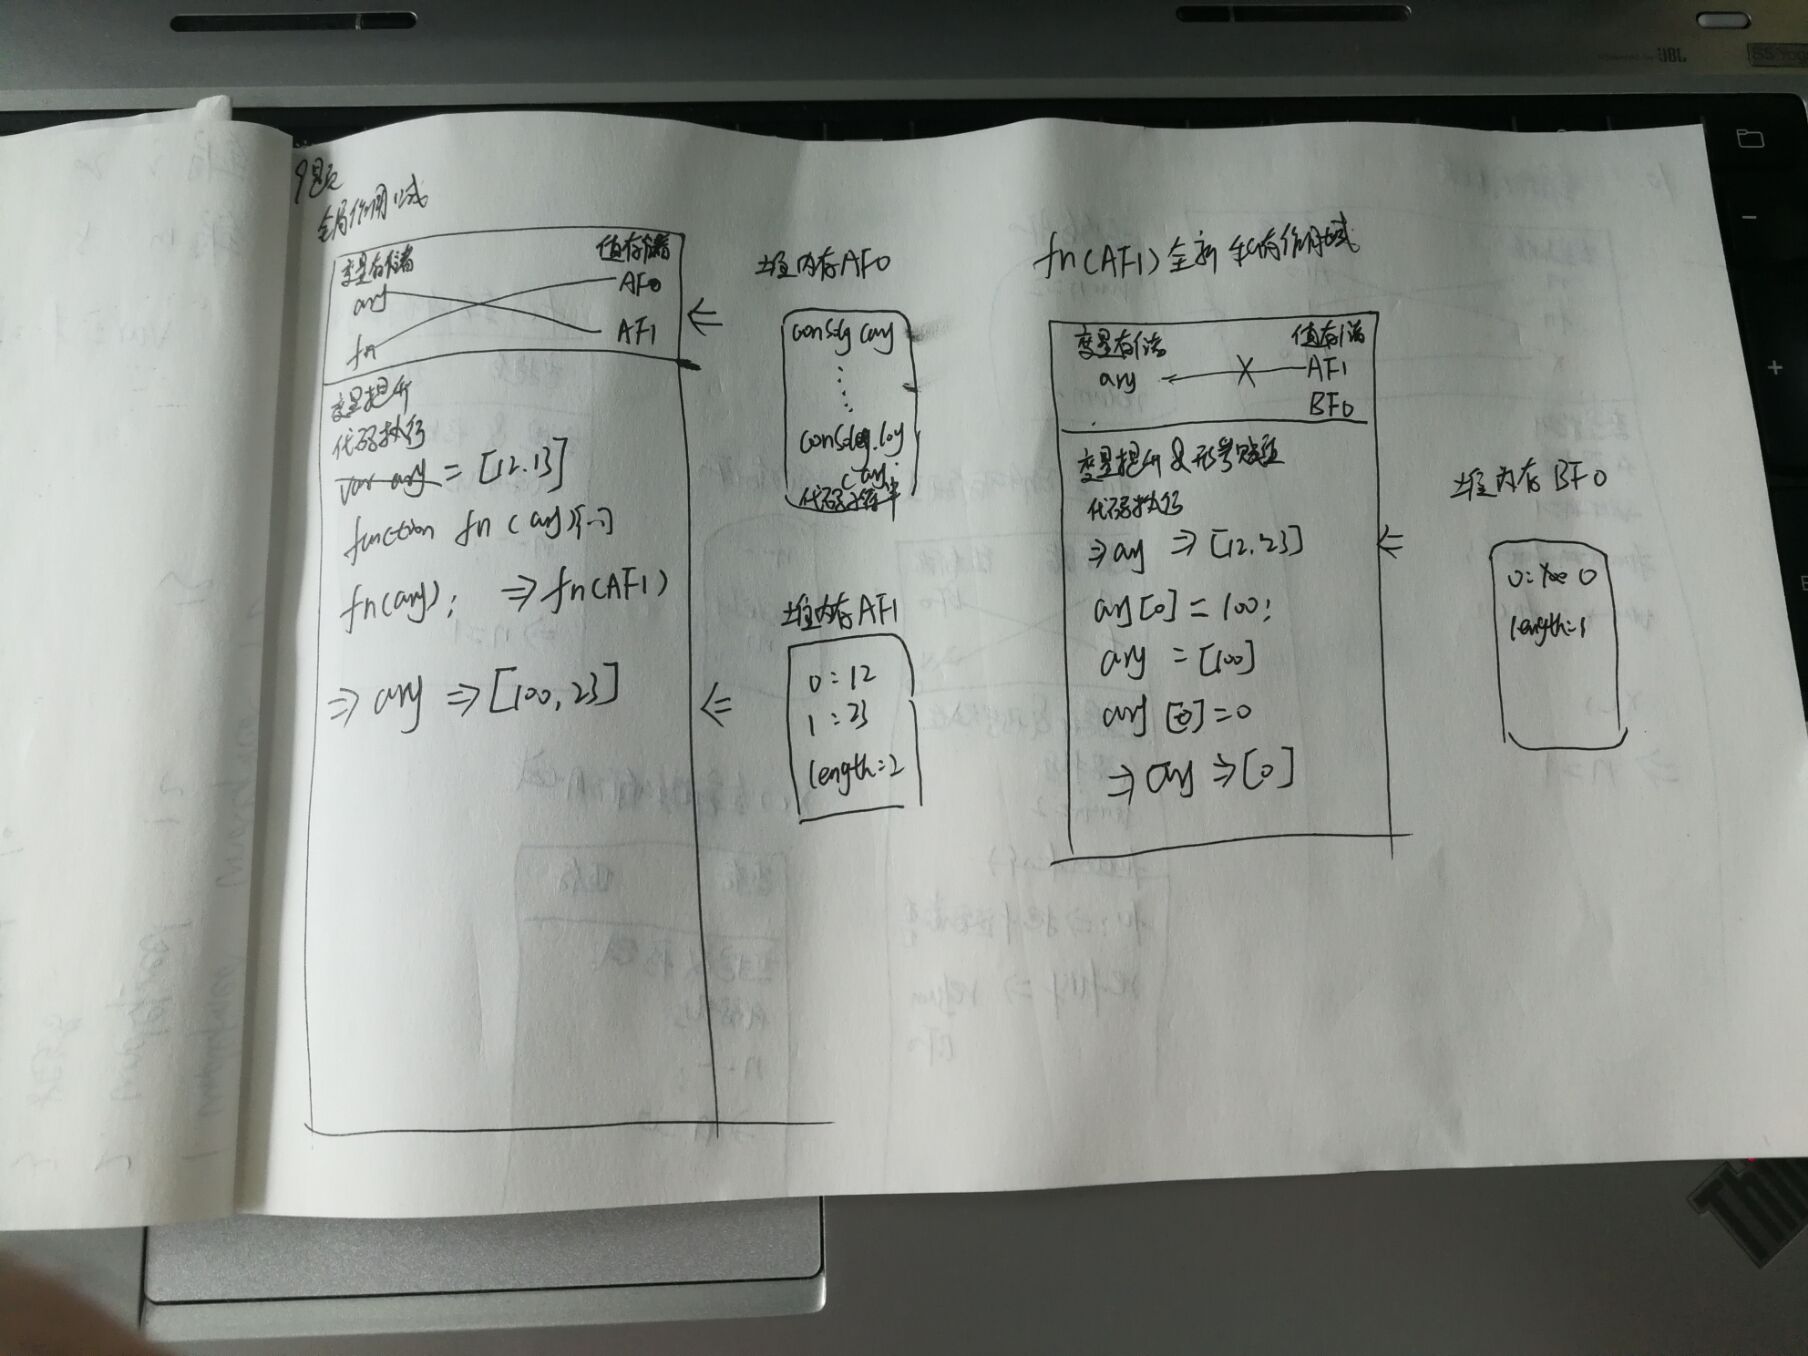 9题
全局作用域
变量存储 值存储
ary AF0
fn AF1
变量提升
代码执行
var ary = [12.13]
function fn (ary){…}
fn(ary); ⇒ fn(AF1)
⇒ ary ⇒ [100,23]
堆内存AF0
consolg cary
......
console.log
(ary;
代码字符串
堆内存AF1
0:12
1:23
length:2
fn(AF1) 全新私有作用域
变量存储 值存储
ary ← X AF1
BF0
变量提升&形参赋值
代码执行
⇒ ary ⇒ [12.23]
ary[0] = 100;
ary = [100]
ary [0] = 0
⇒ ary ⇒ [0]
堆内存 BF0
0:100 0
length:1
POWERED BY JBL
Thi